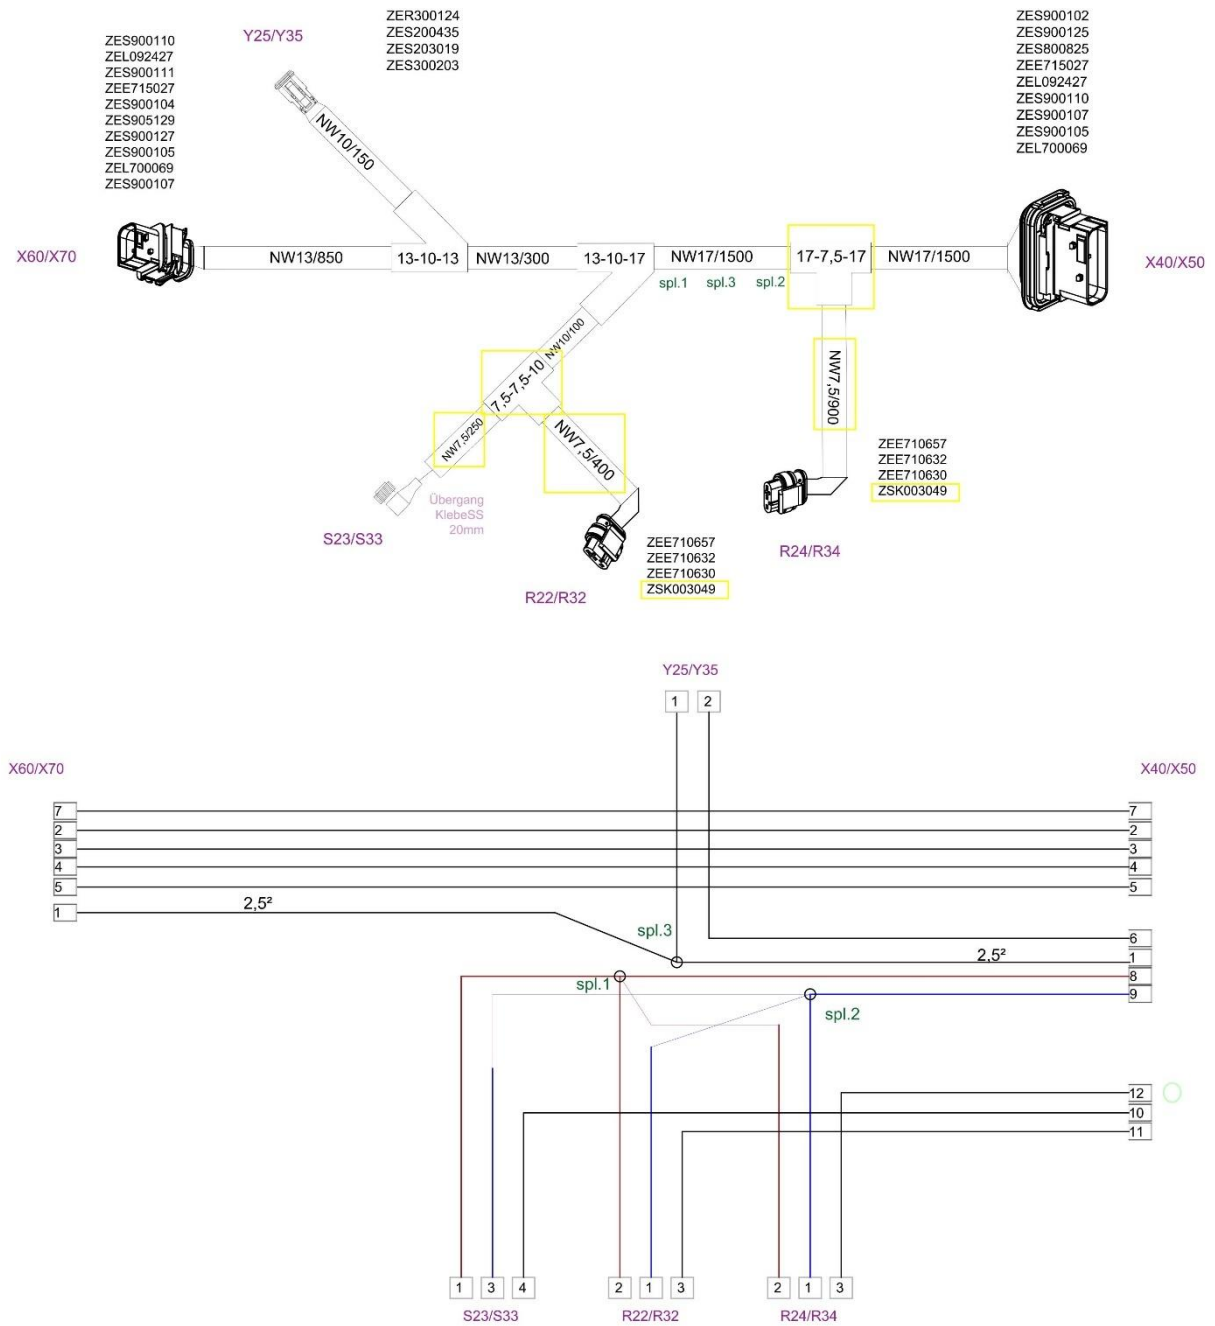 ZER300124
ZES200435
ZES203019
ZES300203
ZES900102
ZES900125
ZES800825
ZEE715027
ZEL092427
ZES900110
ZES900107
ZES900105
ZEL700069
Y25/Y35
ZES900110
ZEL092427
ZES900111
ZEE715027
ZES900104
ZES905129
ZES900127
ZES900105
ZEL700069
ZES900107
NW10/150
X60/X70
NW13/850
13-10-13
NW13/300
13-10-17
NW17/1500
17-7,5-17
NW17/1500
X40/X50
spl.1
spl.3
spl.2
NW10/100
7,5-7,5-10
NW7,5/900
NW7,5/250
NW7,5/400
ZEE710657
ZEE710632
ZEE710630
ZSK003049
Übergang
KlebeSS
20mm
S23/S33
R24/R34
ZEE710657
ZEE710632
ZEE710630
ZSK003049
R22/R32
Y25/Y35
1 2
X60/X70
X40/X50
7 7
2 2
3 3
4 4
5 5
1 2,5²
spl.3
6
2,5² 1
8
spl.1
9
spl.2
12
10
11
1 3 4 2 1 3 2 1 3
S23/S33 R22/R32 R24/R34